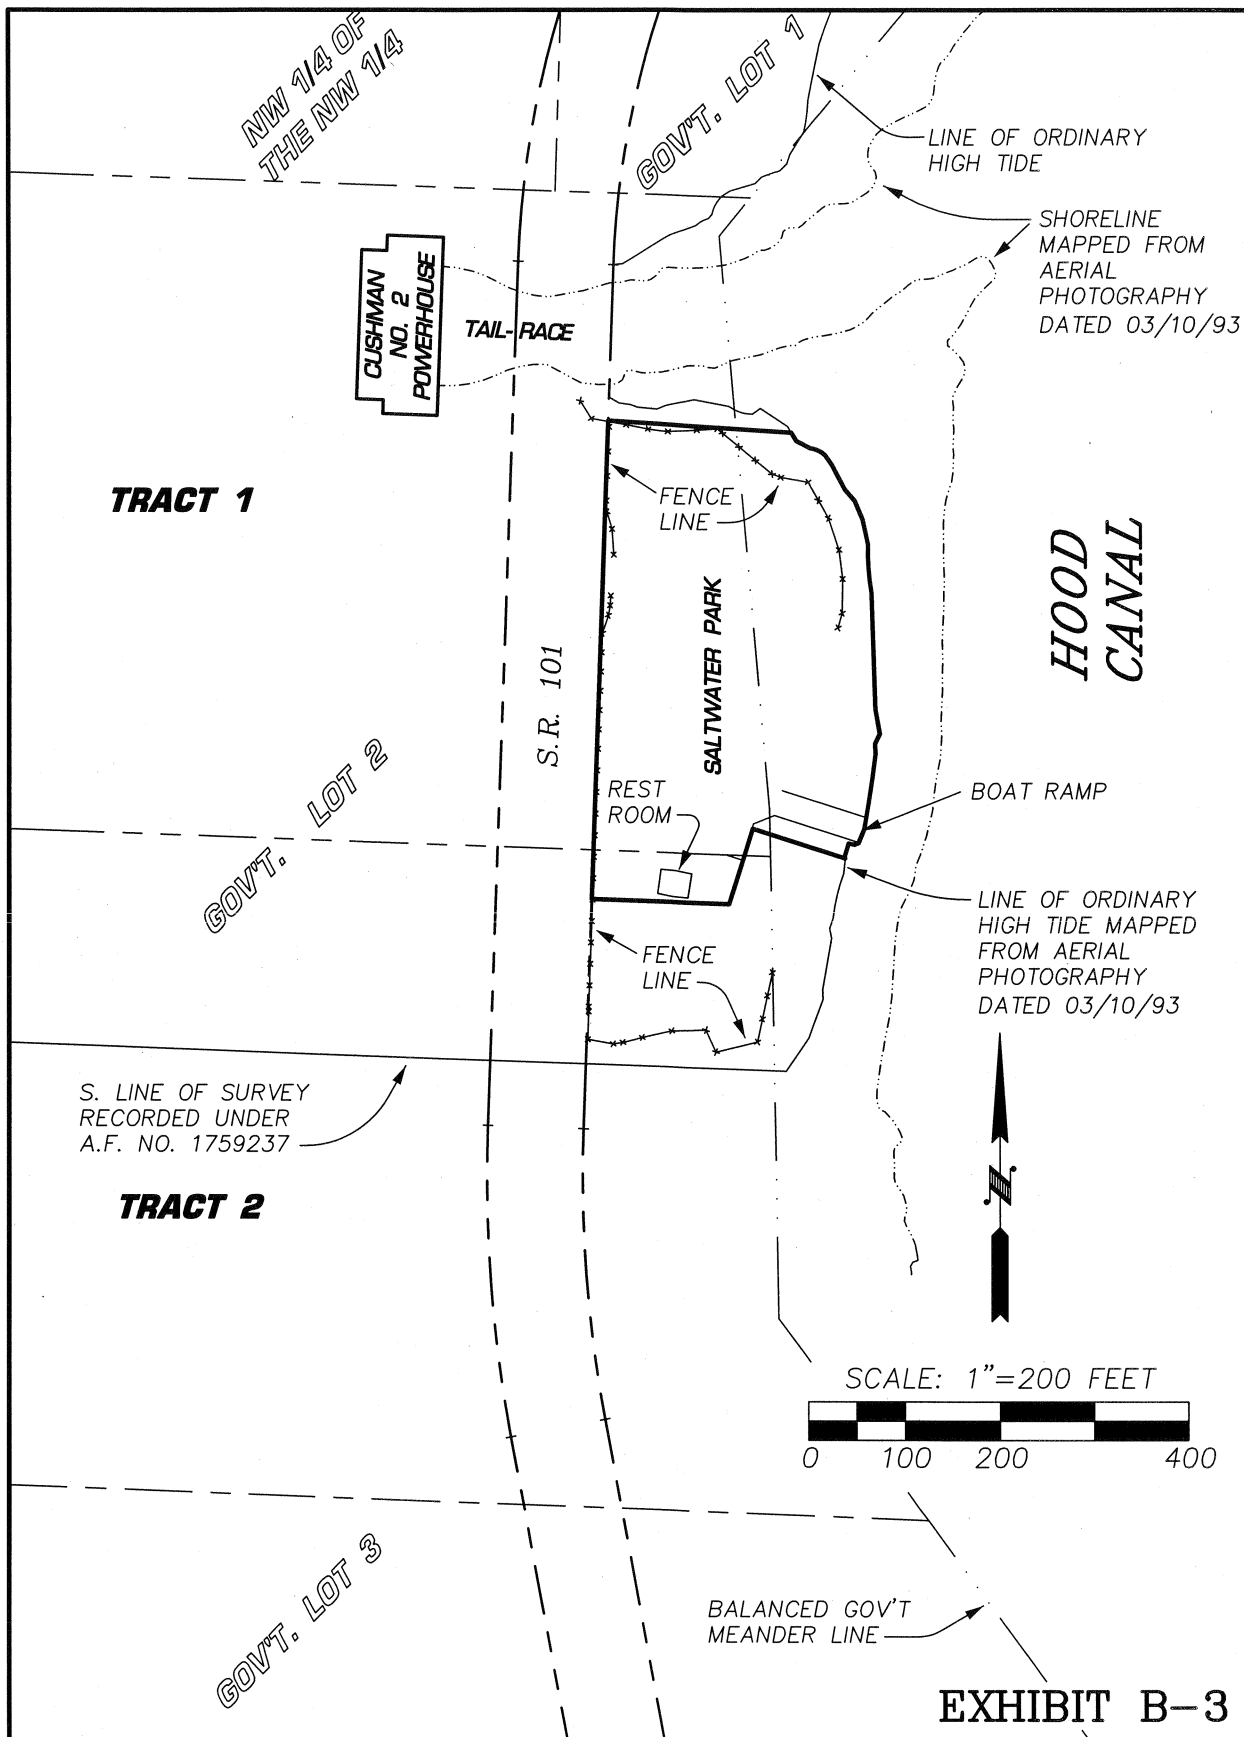 NW 1/4 OF
THE NW 1/4
GOV'T. LOT 1
LINE OF ORDINARY
HIGH TIDE
SHORELINE
MAPPED FROM
AERIAL
PHOTOGRAPHY
DATED 03/10/93
CUSHMAN
NO. 2
POWERHOUSE
TAIL-RACE
TRACT 1
FENCE
LINE
HOOD
CANAL
SALTWATER PARK
S.R. 101
GOV'T. LOT 2
REST
ROOM
BOAT RAMP
LINE OF ORDINARY
HIGH TIDE MAPPED
FROM AERIAL
PHOTOGRAPHY
DATED 03/10/93
FENCE
LINE
S. LINE OF SURVEY
RECORDED UNDER
A.F. NO. 1759237
TRACT 2
N
SCALE: 1"=200 FEET
0 100 200 400
GOV'T. LOT 3
BALANCED GOV'T
MEANDER LINE
EXHIBIT B-3